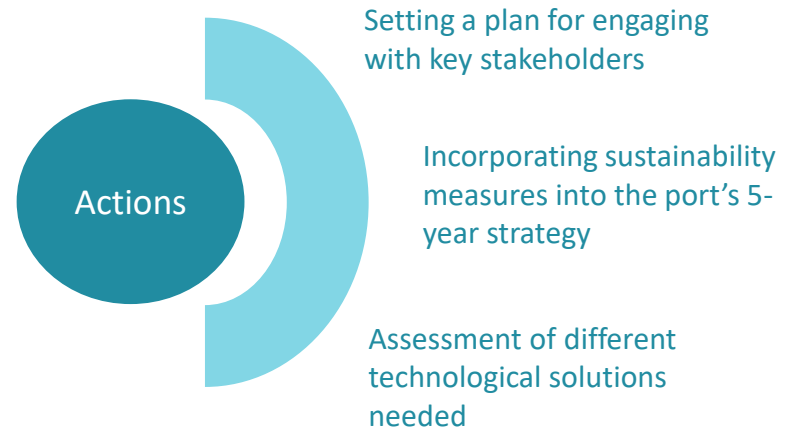 Setting a plan for engaging
with key stakeholders
Actions
Incorporating sustainability
measures into the port’s 5-
year strategy
Assessment of different
technological solutions
needed